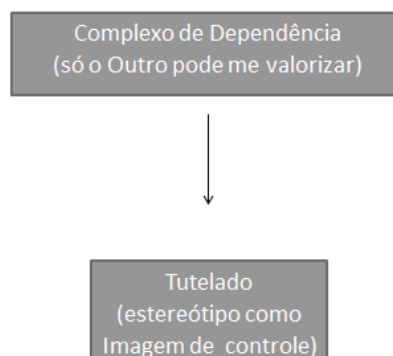 Complexo de Dependência
(só o Outro pode me valorizar)
Tutelado
(estereótipo como
Imagem de controle)